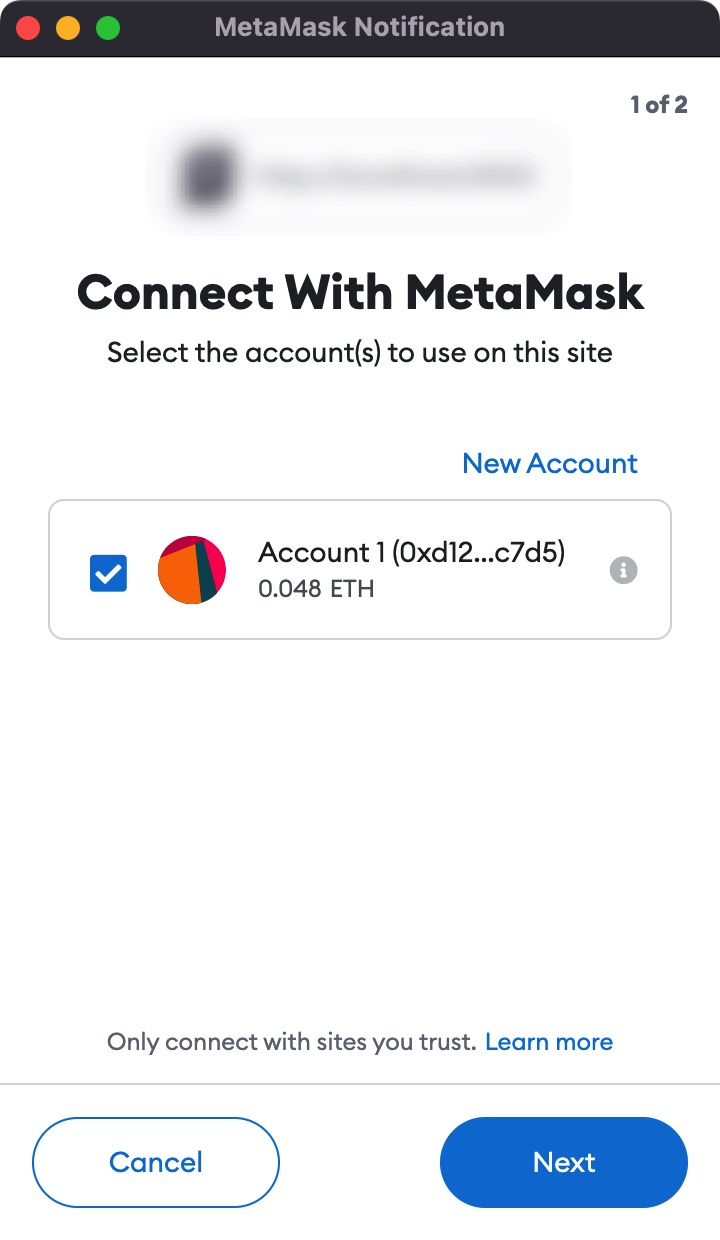 MetaMask Notification
1 of 2
Connect With MetaMask
Select the account(s) to use on this site
New Account
Account 1 (0xd12...c7d5)
0.048 ETH
Only connect with sites you trust. Learn more
Cancel
Next